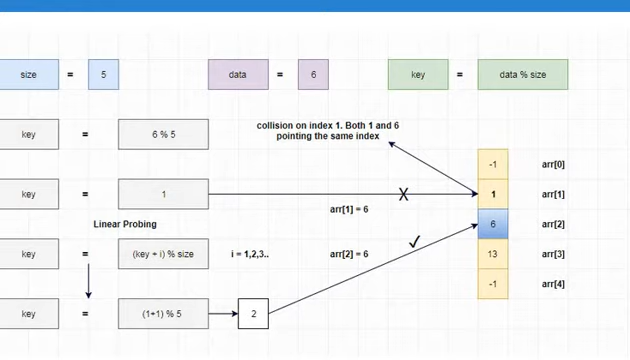 size = 5 data = 6 key = data % size
collision on index 1. Both 1 and 6
pointing the same index
key = 6 % 5
-1 arr[0]
key = 1 X 1 arr[1]
arr[1] = 6
Linear Probing 6 arr[2]
key = (key + i) % size i = 1,2,3.. arr[2] = 6 13 arr[3]
-1 arr[4]
key = (1+1) % 5 2